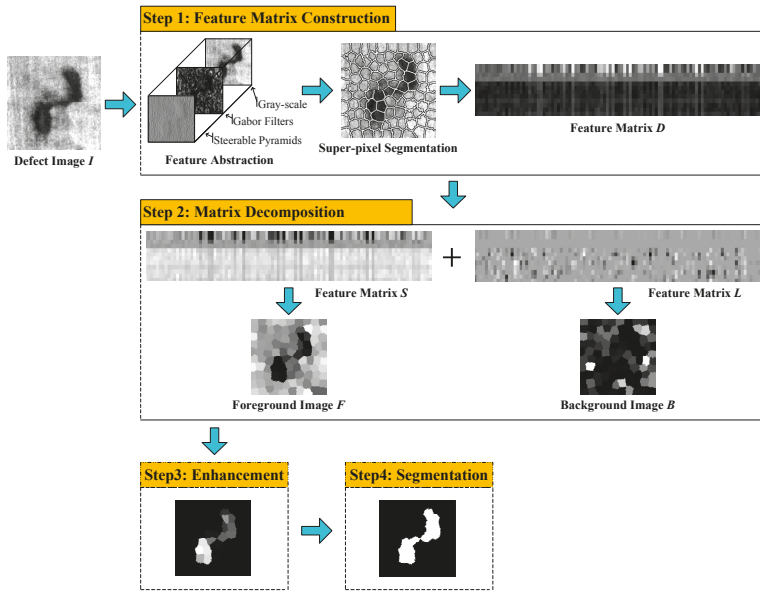 Step 1: Feature Matrix Construction
Defect Image I
Gray-scale
Gabor Filters
Steerable Pyramids
Feature Abstraction
Super-pixel Segmentation
Feature Matrix D
Step 2: Matrix Decomposition
+
Feature Matrix S
Feature Matrix L
Foreground Image F
Background Image B
Step3: Enhancement
Step4: Segmentation